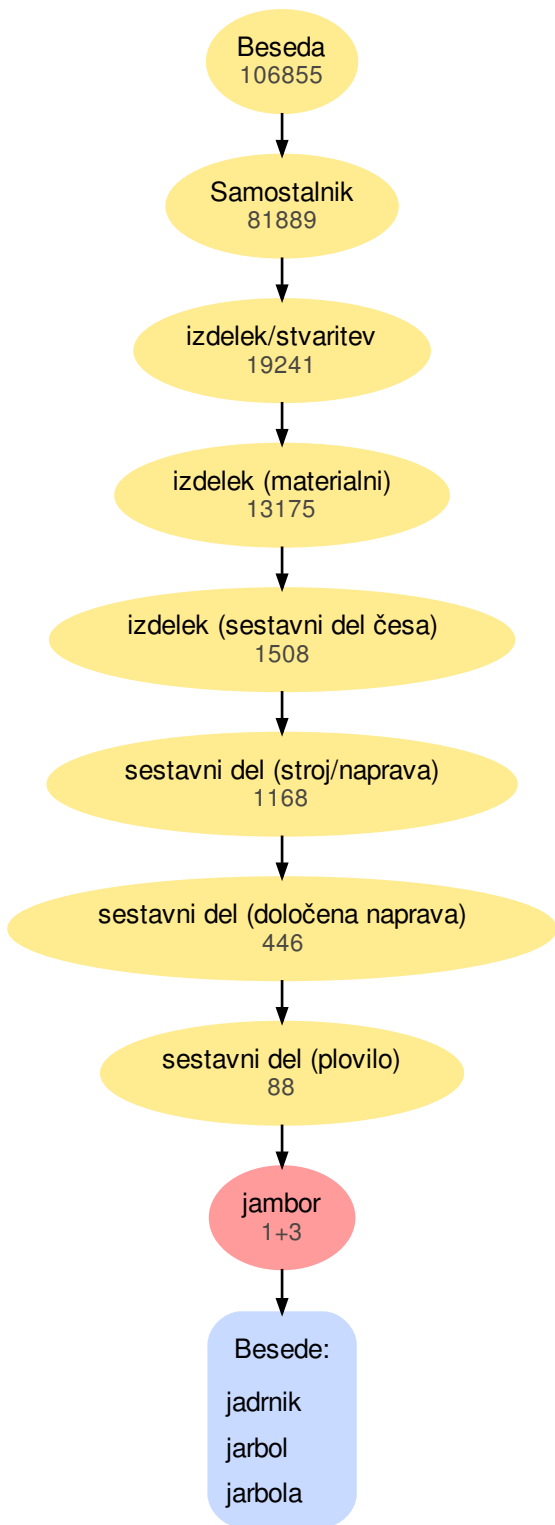 Beseda
106855
Samostalnik
81889
izdelek/stvaritev
19241
izdelek (materialni)
13175
izdelek (sestavni del česa)
1508
sestavni del (stroj/naprava)
1168
sestavni del (določena naprava)
446
sestavni del (plovilo)
88
jambor
1+3
Besede:
jadrnik
jarbol
jarbola